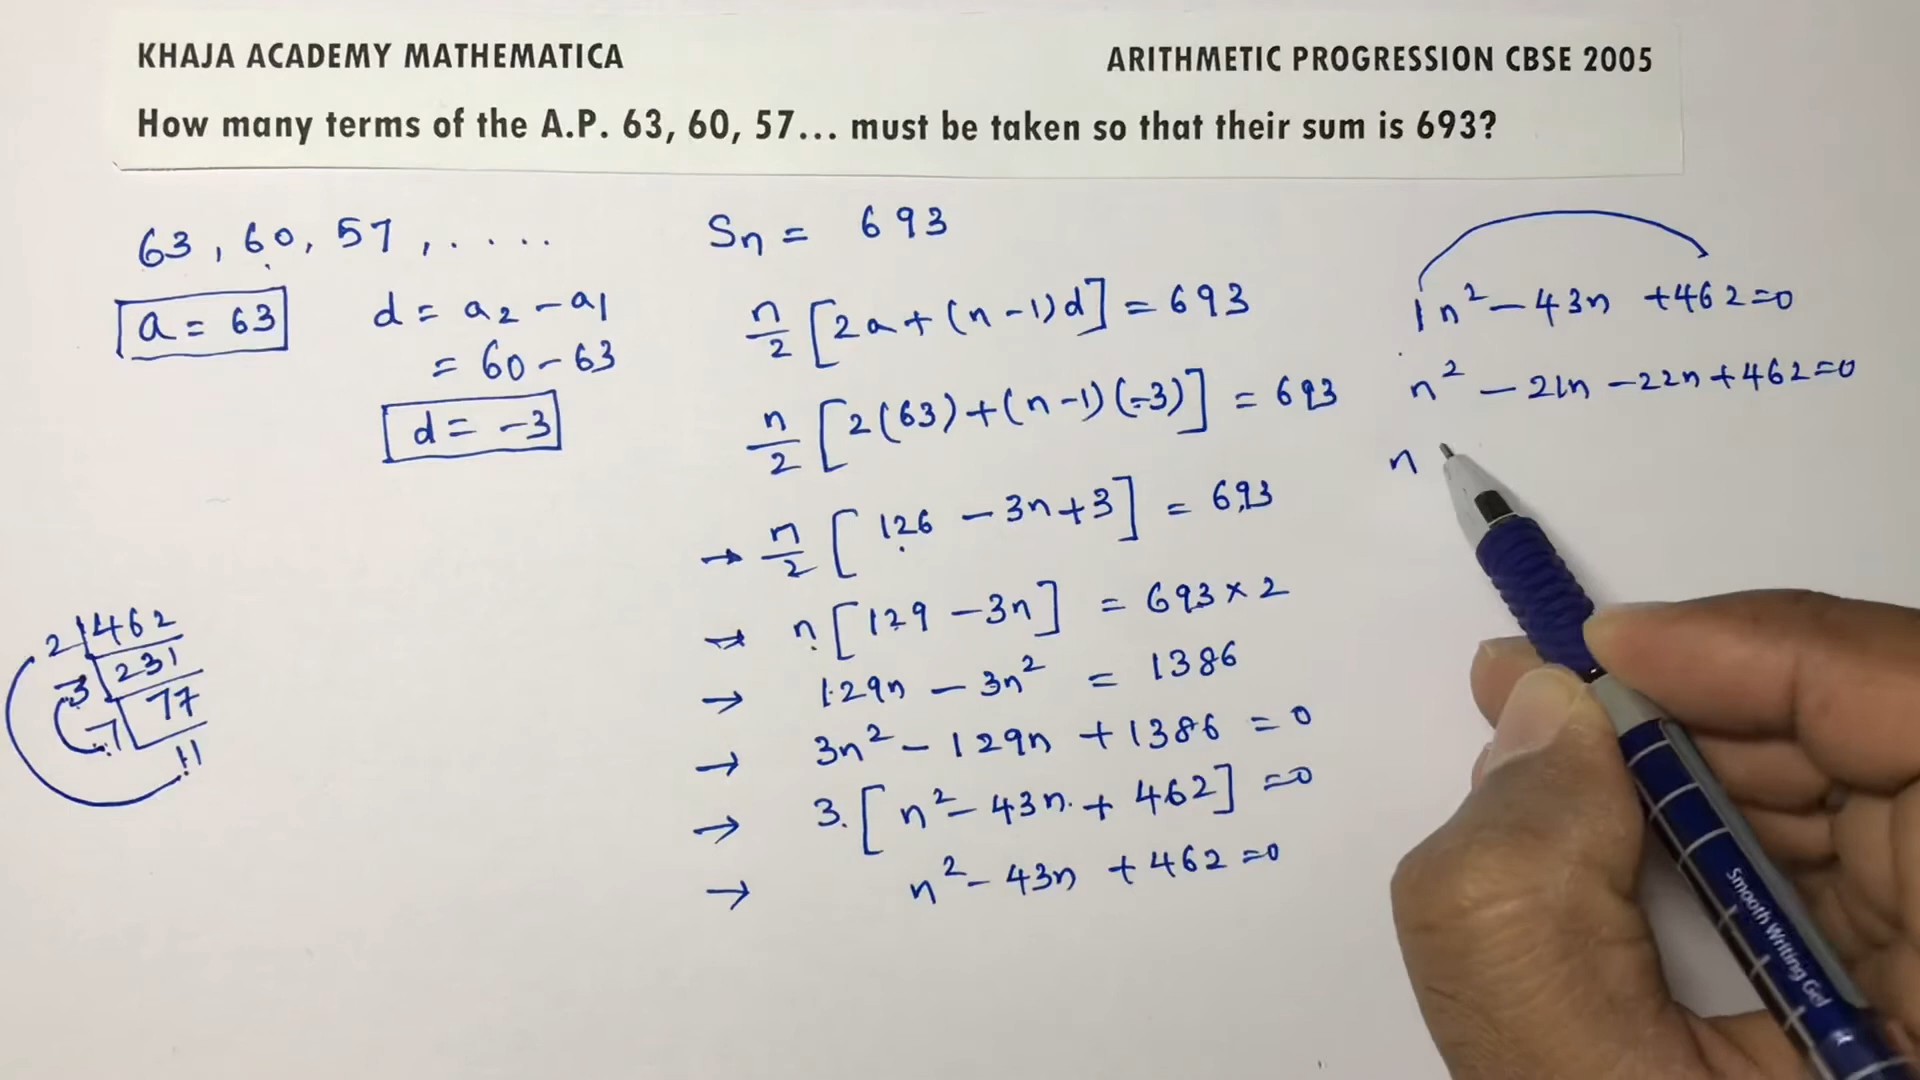 KHAJA ACADEMY MATHEMATICA
ARITHMETIC PROGRESSION CBSE 2005
How many terms of the A.P. 63, 60, 57... must be taken so that their sum is 693?
63, 60, 57, . . . .
a = 63
d = a2 - a1
= 60 - 63
d = -3
2 | 462
3 | 231
7 | 77
11
Sn = 693
n/2 [2a + (n - 1)d] = 693
n/2 [2(63) + (n - 1)(-3)] = 693
→ n/2 [126 - 3n + 3] = 693
→ n[129 - 3n] = 693 × 2
→ 129n - 3n² = 1386
→ 3n² - 129n + 1386 = 0
→ 3.[n² - 43n + 462] = 0
→ n² - 43n + 462 = 0
1n² - 43n + 462 = 0
n² - 21n - 22n + 462 = 0
n
Smooth Writing Gel